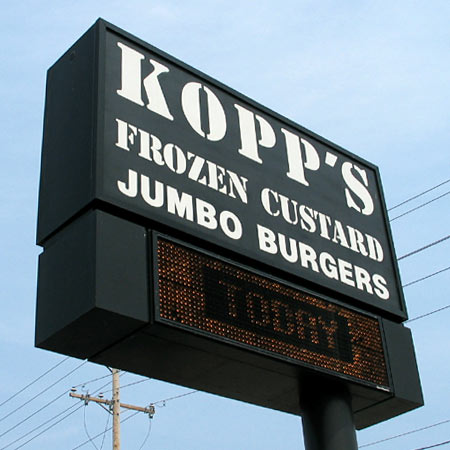 KOPP'S
FROZEN CUSTARD
JUMBO BURGERS
TODAY